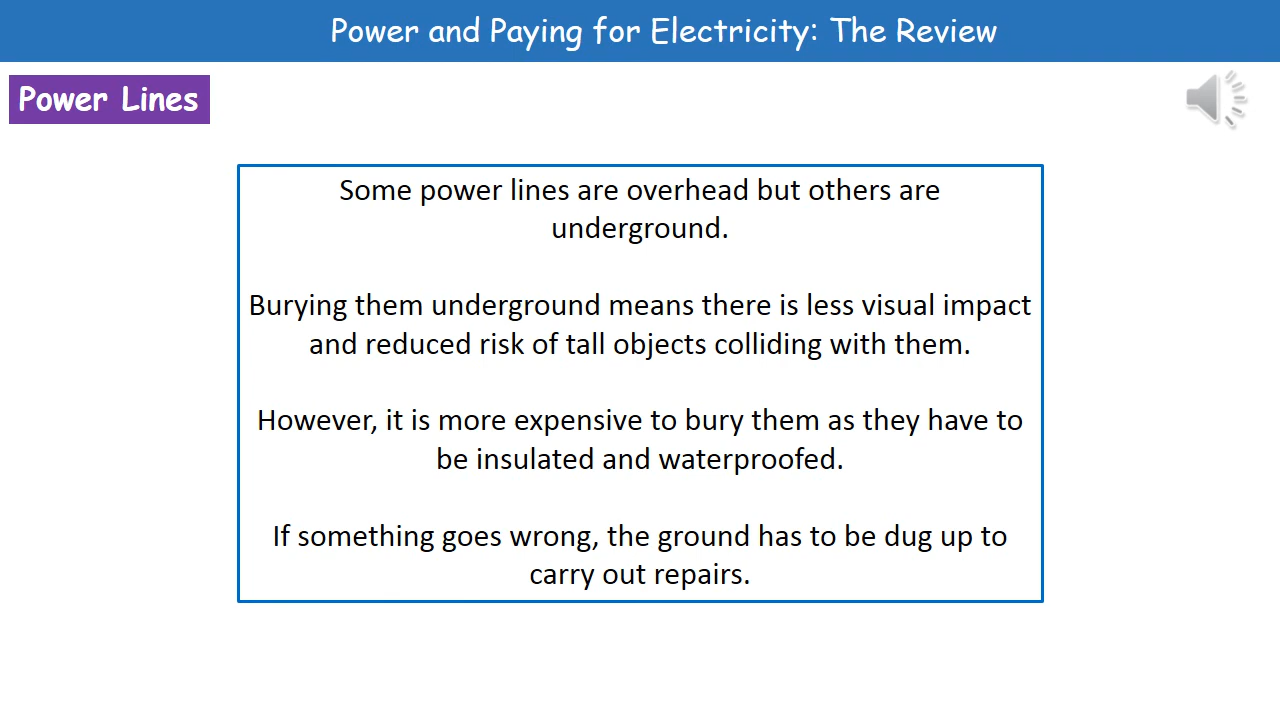 Power and Paying for Electricity: The Review
Power Lines
Some power lines are overhead but others are
underground.
Burying them underground means there is less visual impact
and reduced risk of tall objects colliding with them.
However, it is more expensive to bury them as they have to
be insulated and waterproofed.
If something goes wrong, the ground has to be dug up to
carry out repairs.